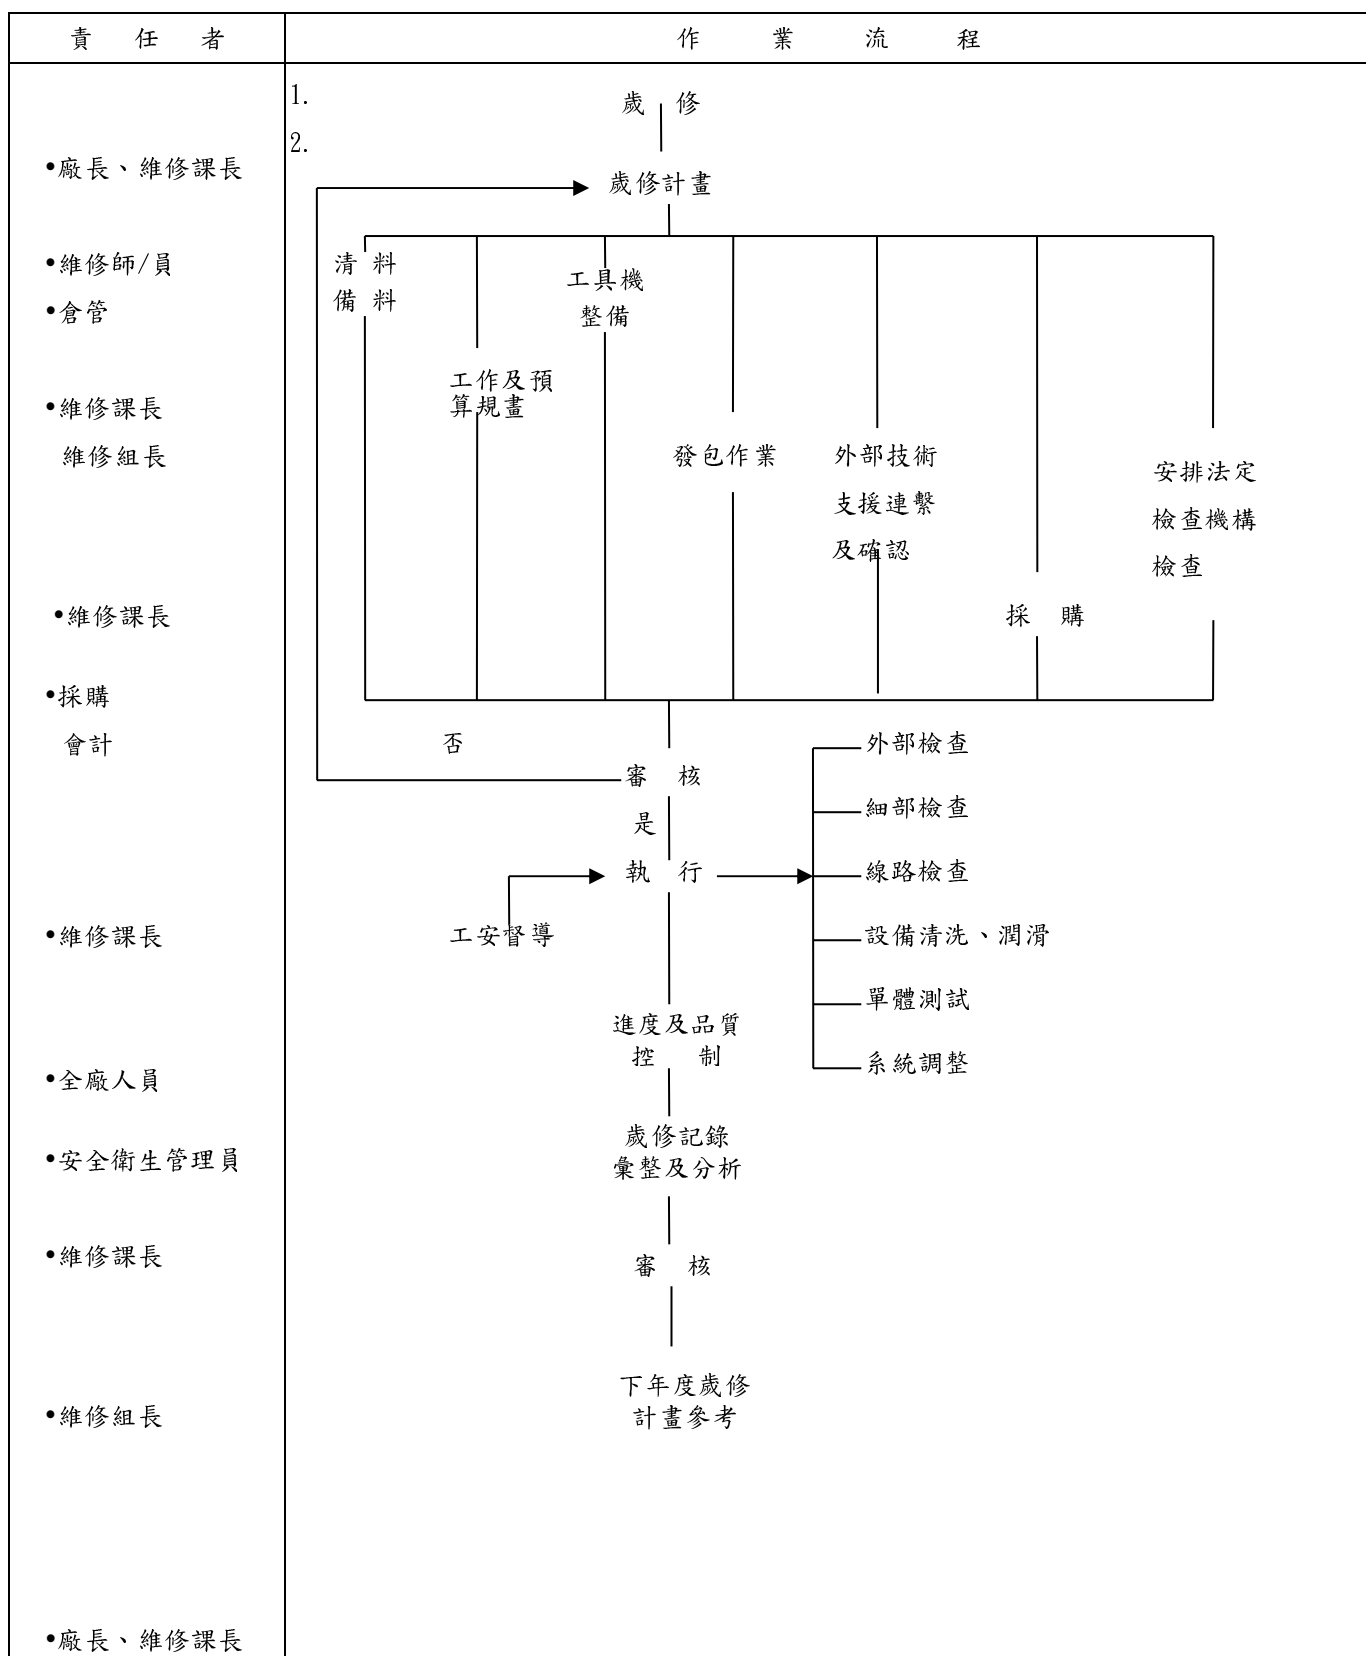 責 任 者
作 業 流 程
1.
歲 修
2.
•廠長、維修課長
歲修計畫
•維修師/員
•倉管
清 料
備 料
工具機
整備
工作及預
算規畫
•維修課長
維修組長
發包作業
外部技術
支援連繫
及確認
安排法定
檢查機構
檢查
•維修課長
採 購
•採購
會計
否
審 核
是
外部檢查
細部檢查
執 行
線路檢查
•維修課長
工安督導
設備清洗、潤滑
單體測試
進度及品質
控 制
系統調整
•全廠人員
歲修記錄
彙整及分析
•安全衛生管理員
•維修課長
審 核
下年度歲修
計畫參考
•維修組長
•廠長、維修課長